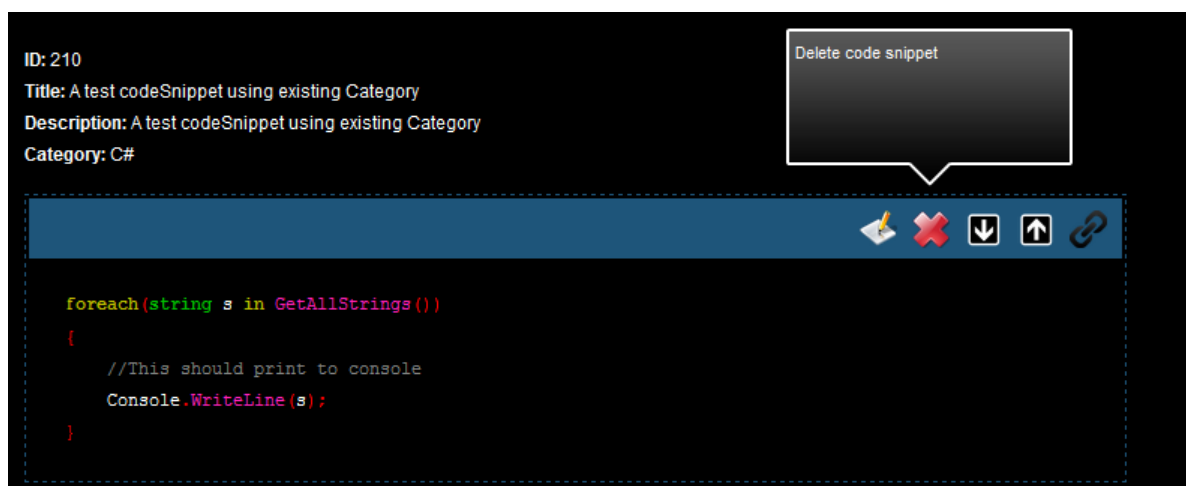 ID: 210
Title: A test codeSnippet using existing Category
Description: A test codeSnippet using existing Category
Category: C#
Delete code snippet
foreach(string s in GetAllStrings())
{
    //This should print to console
    Console.WriteLine(s);
}